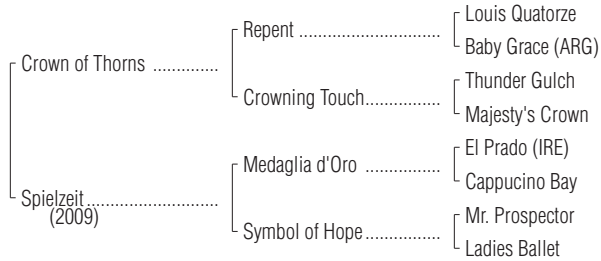 Louis Quatorze
Repent ..................
Baby Grace (ARG)
Crown of Thorns .............
Thunder Gulch
Crowning Touch...............
Majesty's Crown
El Prado (IRE)
Medaglia d'Oro ...............
Cappucino Bay
Spielzeit.......................
(2009)
Mr. Prospector
Symbol of Hope...............
Ladies Ballet